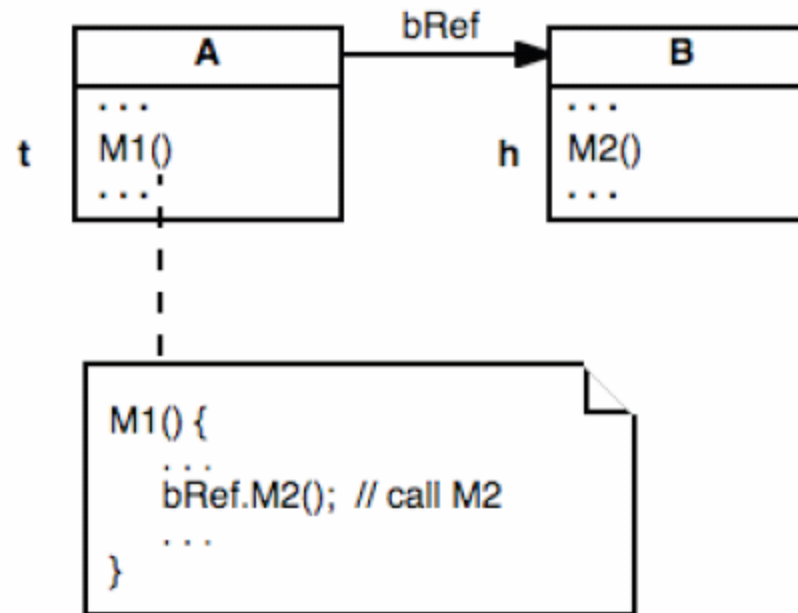 bRef
A
B
. . .
. . .
t
M1()
h
M2()
. . .
. . .
M1() {
. . .
bRef.M2(); // call M2
. . .
}